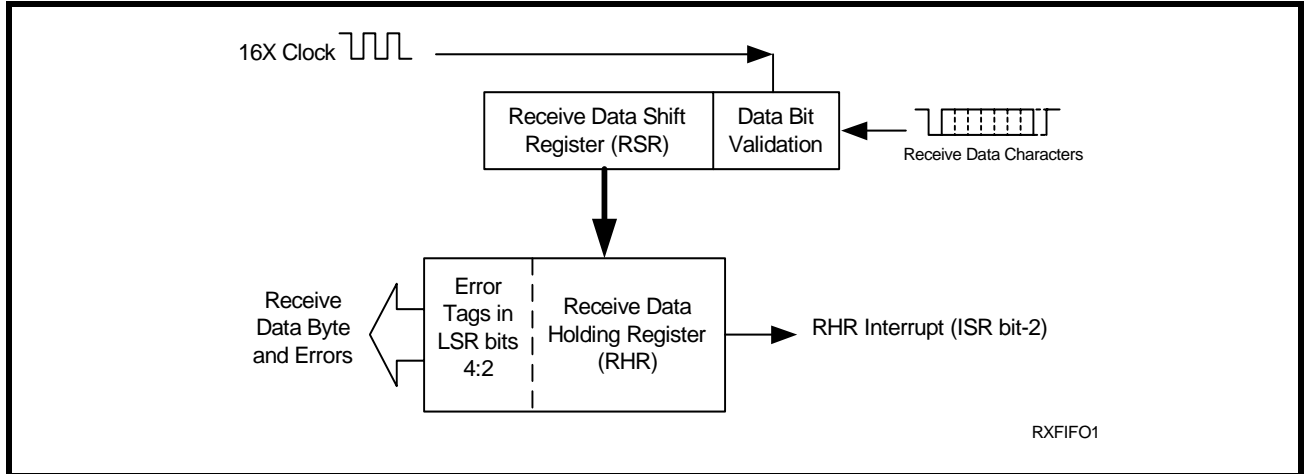 16X Clock
Receive Data Shift
Register (RSR)
Data Bit
Validation
Receive Data Characters
Receive
Data Byte
and Errors
Error
Tags in
LSR bits
4:2
Receive Data
Holding Register
(RHR)
RHR Interrupt (ISR bit-2)
RXFIFO1